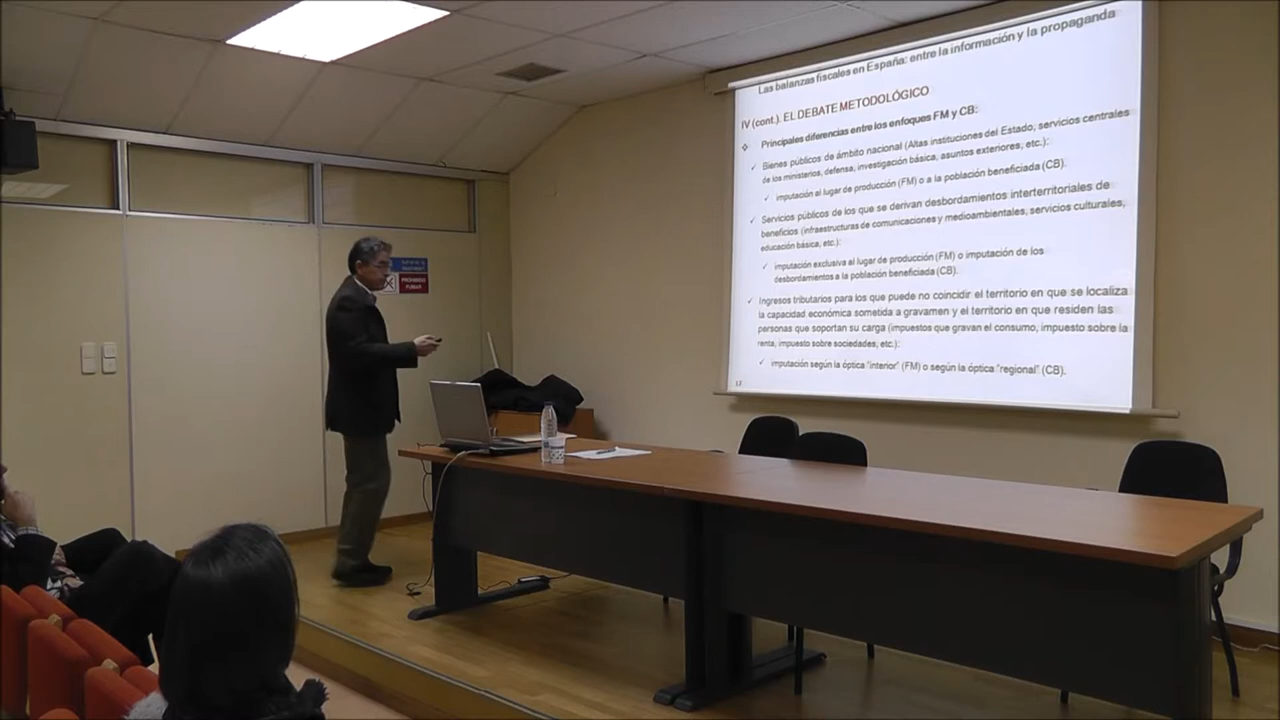 Las balanzas fiscales en España: entre la información y la propaganda
IV (cont.). EL DEBATE METODOLÓGICO
❖ Principales diferencias entre los enfoques FM y CB:
✓ Bienes públicos de ámbito nacional (Altas instituciones del Estado, servicios centrales
de los ministerios, defensa, investigación básica, asuntos exteriores, etc.):
✓ imputación al lugar de producción (FM) o a la población beneficiada (CB).
✓ Servicios públicos de los que se derivan desbordamientos interterritoriales de
beneficios (infraestructuras de comunicaciones y medioambientales, servicios culturales,
educación básica, etc.):
✓ imputación exclusiva al lugar de producción (FM) o imputación de los
desbordamientos a la población beneficiada (CB).
✓ Ingresos tributarios para los que puede no coincidir el territorio en que se localiza
la capacidad económica sometida a gravamen y el territorio en que residen las
personas que soportan su carga (impuestos que gravan el consumo, impuesto sobre la
renta, impuesto sobre sociedades, etc.):
✓ imputación según la óptica "interior" (FM) o según la óptica "regional" (CB).
PROHIBIDO
FUMAR